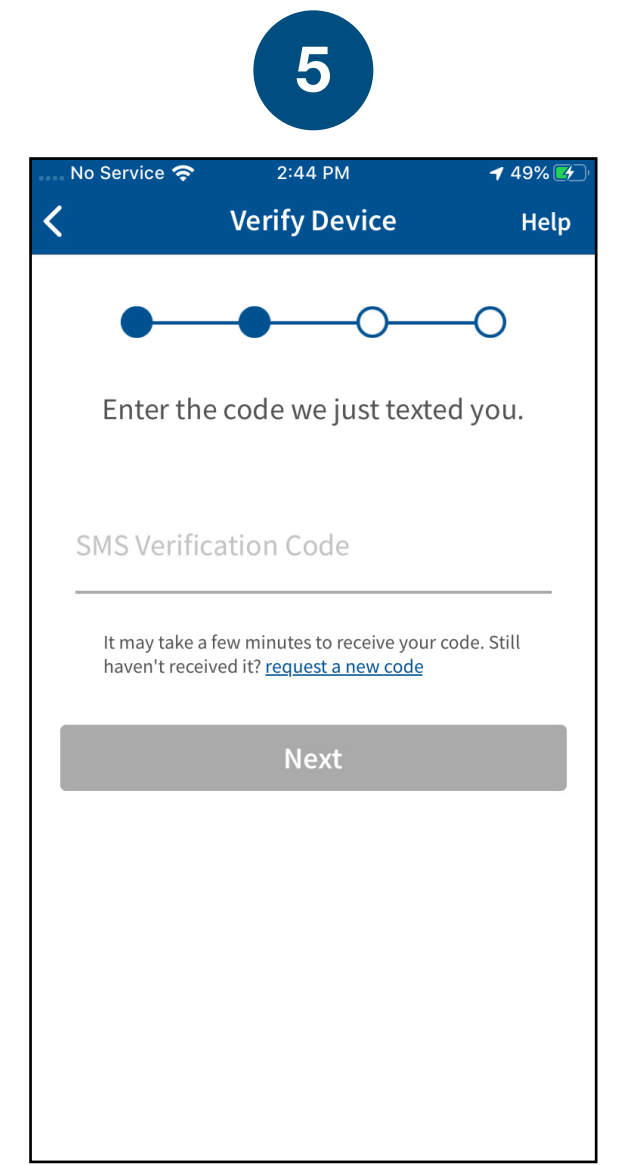 5
No Service 2:44 PM 49%
Verify Device Help
Enter the code we just texted you.
SMS Verification Code
It may take a few minutes to receive your code. Still
haven't received it? request a new code
Next